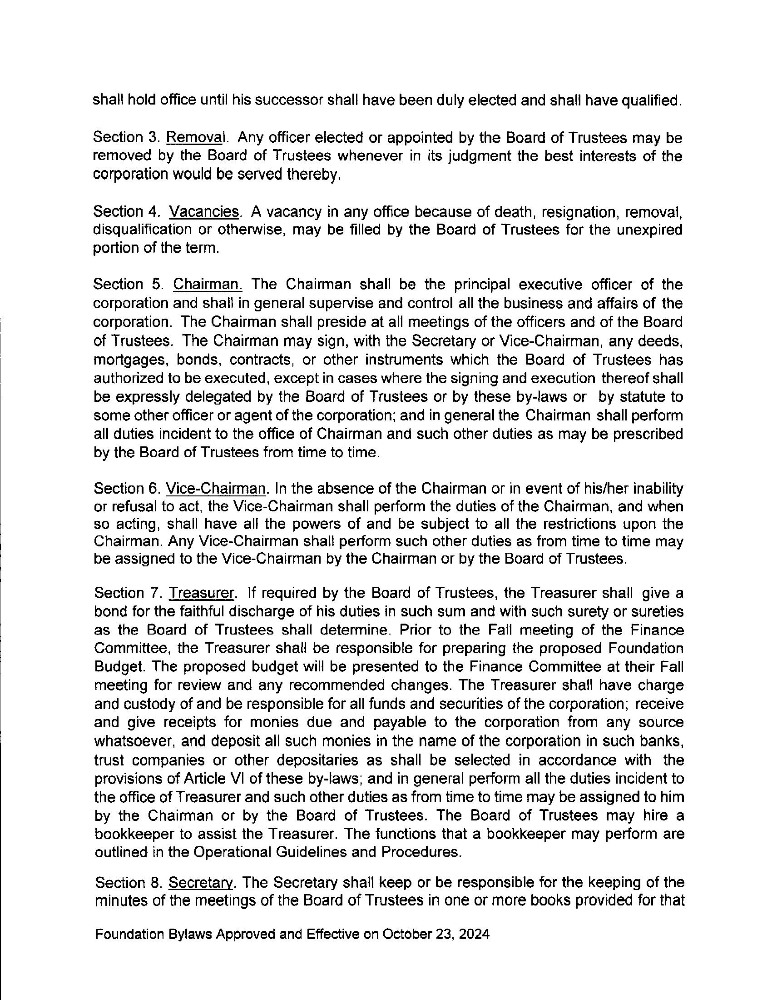 shall hold office until his successor shall have been duly elected and shall have qualified.
Section 3. Removal. Any officer elected or appointed by the Board of Trustees may be
removed by the Board of Trustees whenever in its judgment the best interests of the
corporation would be served thereby.
Section 4. Vacancies. A vacancy in any office because of death, resignation, removal,
disqualification or otherwise, may be filled by the Board of Trustees for the unexpired
portion of the term.
Section 5. Chairman. The Chairman shall be the principal executive officer of the
corporation and shall in general supervise and control all the business and affairs of the
corporation. The Chairman shall preside at all meetings of the officers and of the Board
of Trustees. The Chairman may sign, with the Secretary or Vice-Chairman, any deeds,
mortgages, bonds, contracts, or other instruments which the Board of Trustees has
authorized to be executed, except in cases where the signing and execution thereof shall
be expressly delegated by the Board of Trustees or by these by-laws or by statute to
some other officer or agent of the corporation; and in general the Chairman shall perform
all duties incident to the office of Chairman and such other duties as may be prescribed
by the Board of Trustees from time to time.
Section 6. Vice-Chairman. In the absence of the Chairman or in event of his/her inability
or refusal to act, the Vice-Chairman shall perform the duties of the Chairman, and when
so acting, shall have all the powers of and be subject to all the restrictions upon the
Chairman. Any Vice-Chairman shall perform such other duties as from time to time may
be assigned to the Vice-Chairman by the Chairman or by the Board of Trustees.
Section 7. Treasurer. If required by the Board of Trustees, the Treasurer shall give a
bond for the faithful discharge of his duties in such sum and with such surety or sureties
as the Board of Trustees shall determine. Prior to the Fall meeting of the Finance
Committee, the Treasurer shall be responsible for preparing the proposed Foundation
Budget. The proposed budget will be presented to the Finance Committee at their Fall
meeting for review and any recommended changes. The Treasurer shall have charge
and custody of and be responsible for all funds and securities of the corporation; receive
and give receipts for monies due and payable to the corporation from any source
whatsoever, and deposit all such monies in the name of the corporation in such banks,
trust companies or other depositaries as shall be selected in accordance with the
provisions of Article VI of these by-laws; and in general perform all the duties incident to
the office of Treasurer and such other duties as from time to time may be assigned to him
by the Chairman or by the Board of Trustees. The Board of Trustees may hire a
bookkeeper to assist the Treasurer. The functions that a bookkeeper may perform are
outlined in the Operational Guidelines and Procedures.
Section 8. Secretary. The Secretary shall keep or be responsible for the keeping of the
minutes of the meetings of the Board of Trustees in one or more books provided for that
Foundation Bylaws Approved and Effective on October 23, 2024